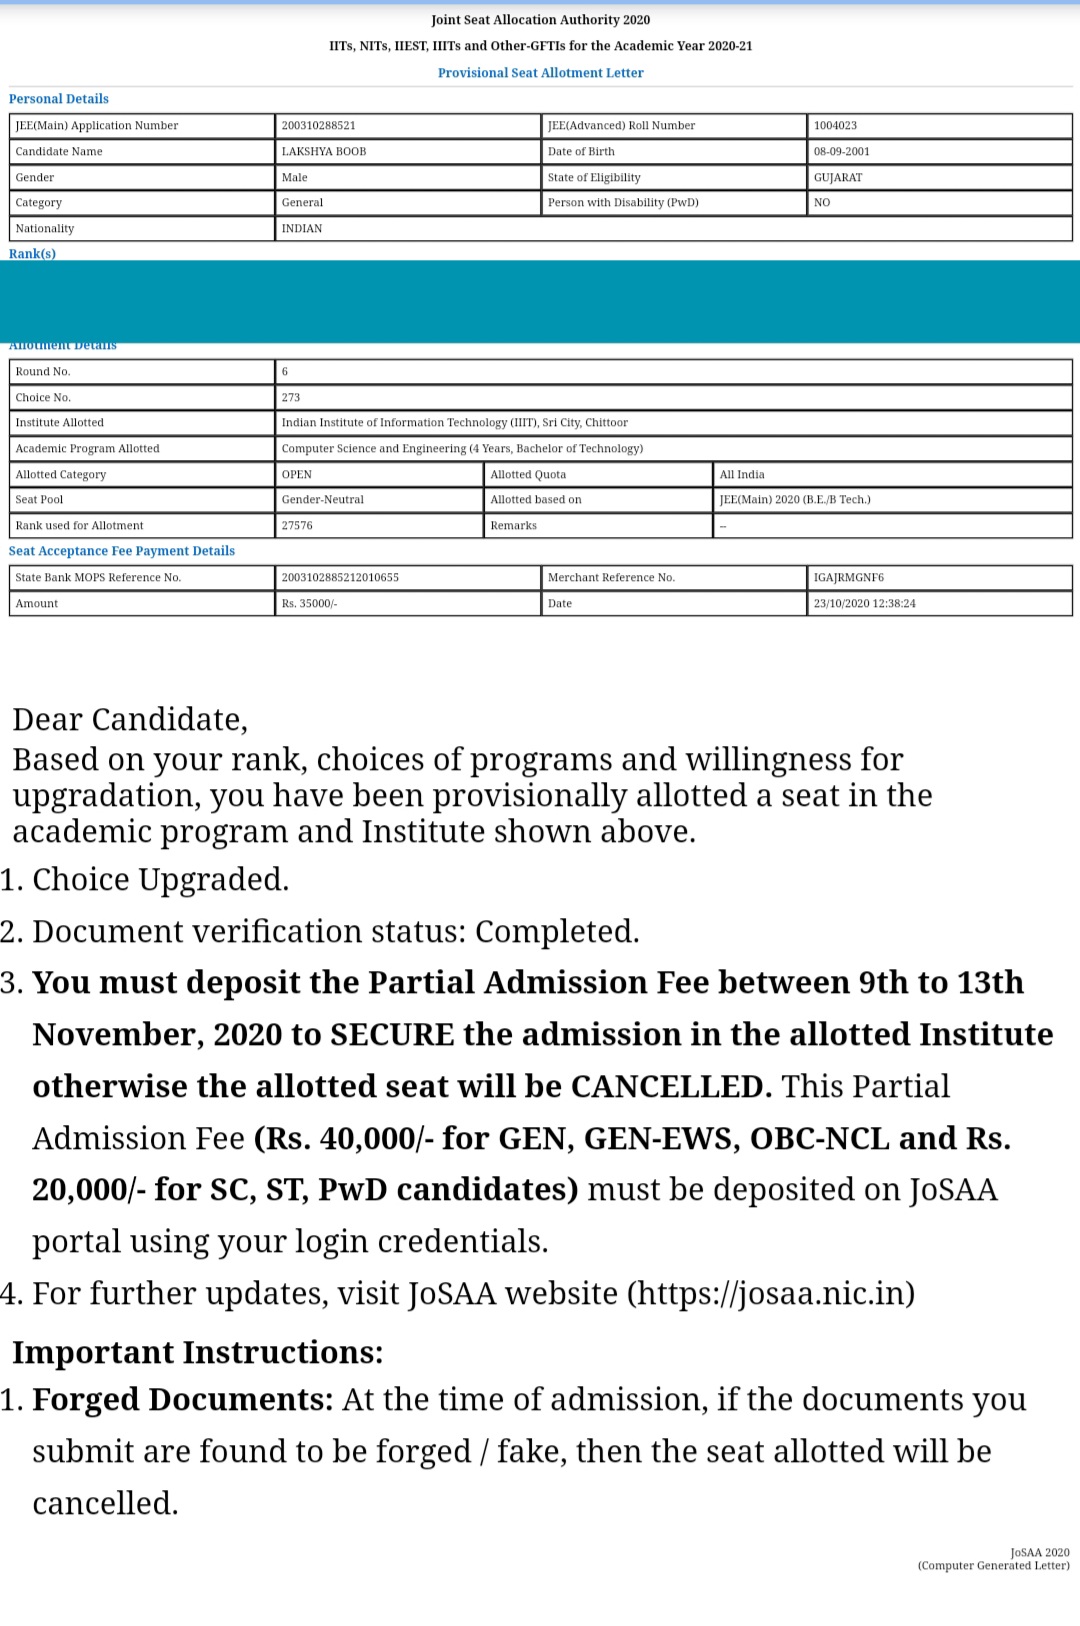 Joint Seat Allocation Authority 2020
IITs, NITs, IIEST, IIITs and Other-GFTIs for the Academic Year 2020-21
Provisional Seat Allotment Letter
Personal Details
JEE(Main) Application Number 200310288521 JEE(Advanced) Roll Number 1004023
Candidate Name LAKSHYA BOOB Date of Birth 08-09-2001
Gender Male State of Eligibility GUJARAT
Category General Person with Disability (PwD) NO
Nationality INDIAN
Rank(s)
Allotment Details
Round No. 6
Choice No. 273
Institute Allotted Indian Institute of Information Technology (IIIT), Sri City, Chittoor
Academic Program Allotted Computer Science and Engineering (4 Years, Bachelor of Technology)
Allotted Category OPEN Allotted Quota All India
Seat Pool Gender-Neutral Allotted based on JEE(Main) 2020 (B.E./B Tech.)
Rank used for Allotment 27576 Remarks --
Seat Acceptance Fee Payment Details
State Bank MOPS Reference No. 2003102885212010655 Merchant Reference No. IGAJRMGNF6
Amount Rs. 35000/- Date 23/10/2020 12:38:24
Dear Candidate,
Based on your rank, choices of programs and willingness for
upgradation, you have been provisionally allotted a seat in the
academic program and Institute shown above.
1. Choice Upgraded.
2. Document verification status: Completed.
3. You must deposit the Partial Admission Fee between 9th to 13th
November, 2020 to SECURE the admission in the allotted Institute
otherwise the allotted seat will be CANCELLED. This Partial
Admission Fee (Rs. 40,000/- for GEN, GEN-EWS, OBC-NCL and Rs.
20,000/- for SC, ST, PwD candidates) must be deposited on JoSAA
portal using your login credentials.
4. For further updates, visit JoSAA website (https://josaa.nic.in)
Important Instructions:
1. Forged Documents: At the time of admission, if the documents you
submit are found to be forged / fake, then the seat allotted will be
cancelled.
JoSAA 2020
(Computer Generated Letter)